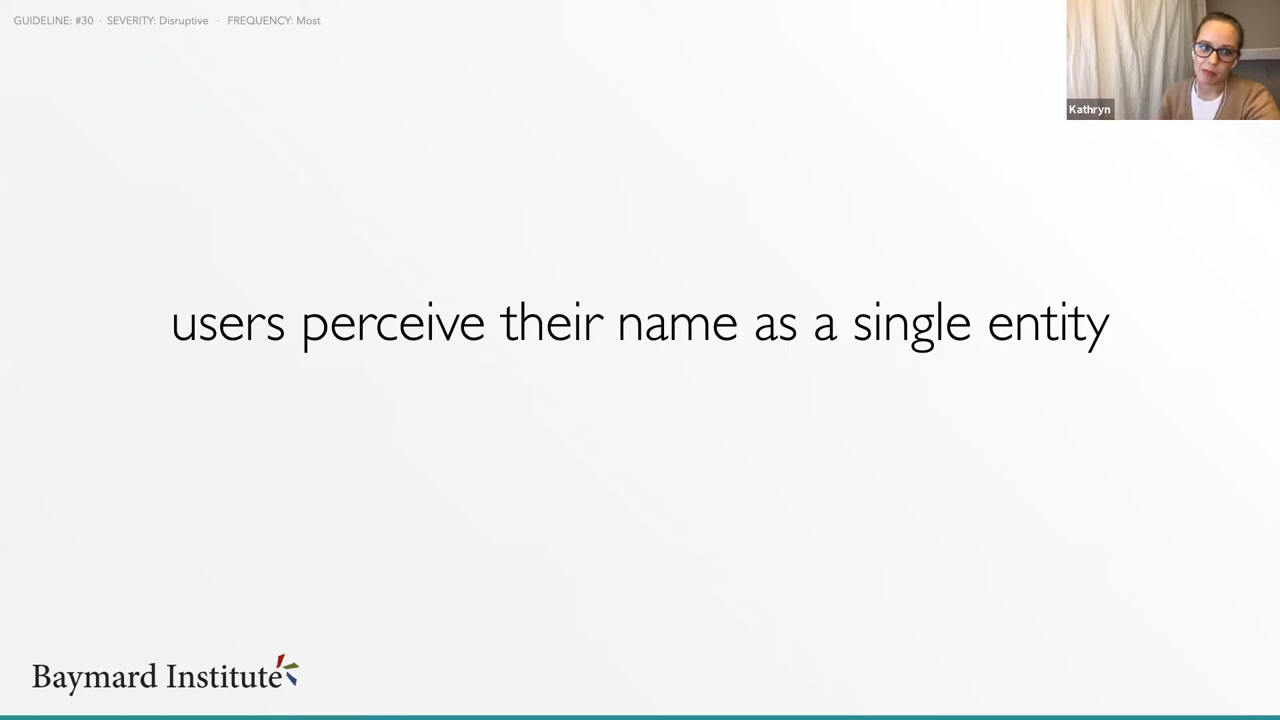 GUIDELINE: #30 · SEVERITY: Disruptive · FREQUENCY: Most
Kathryn
users perceive their name as a single entity
Baymard Institute